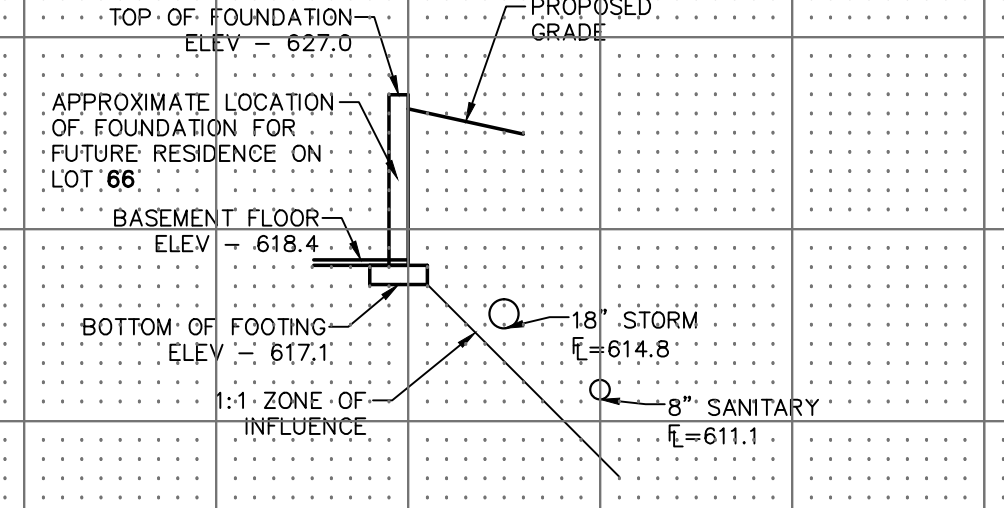 TOP OF FOUNDATION
ELEV – 627.0
PROPOSED
GRADE
APPROXIMATE LOCATION
OF FOUNDATION FOR
FUTURE RESIDENCE ON
LOT 66
BASEMENT FLOOR
ELEV – 618.4
BOTTOM OF FOOTING
ELEV – 617.1
18" STORM
FL=614.8
1:1 ZONE OF
INFLUENCE
8" SANITARY
FL=611.1